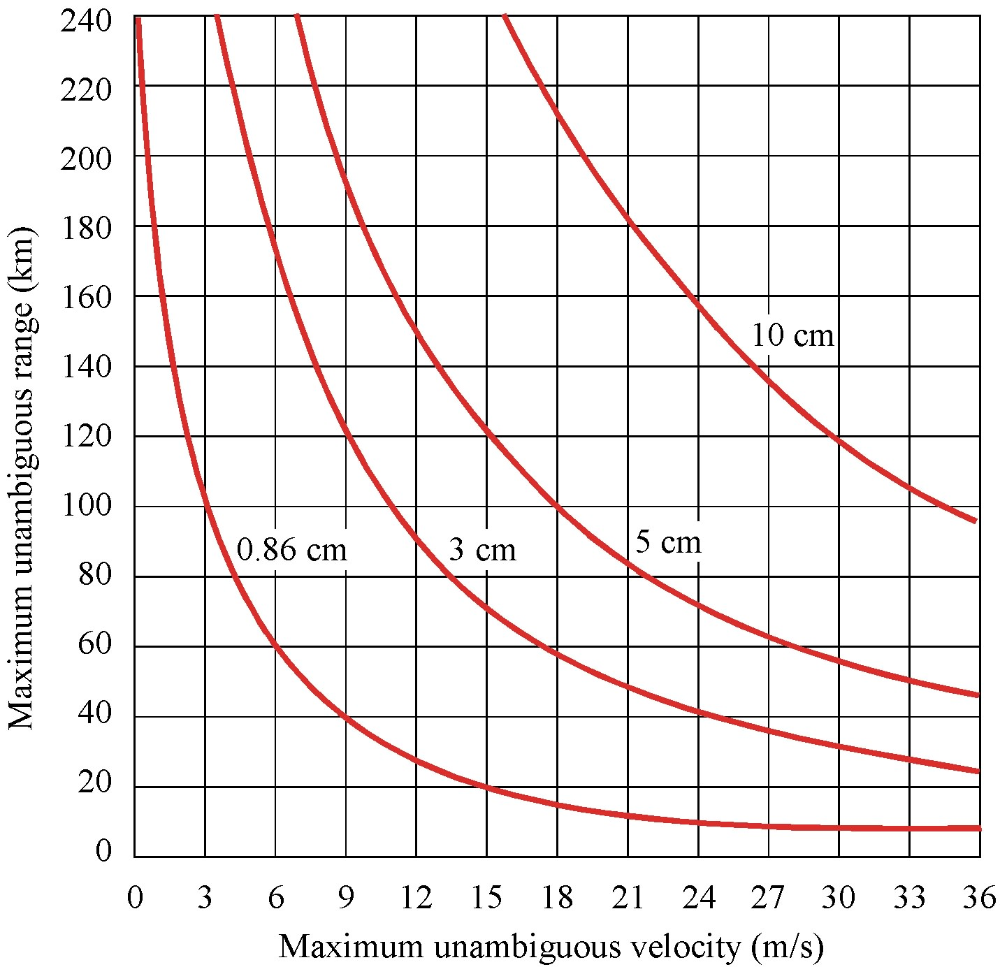 Maximum unambiguous range (km)
240
220
200
180
160
140
120
100
80
60
40
20
0
10 cm
5 cm
3 cm
0.86 cm
0 3 6 9 12 15 18 21 24 27 30 33 36
Maximum unambiguous velocity (m/s)